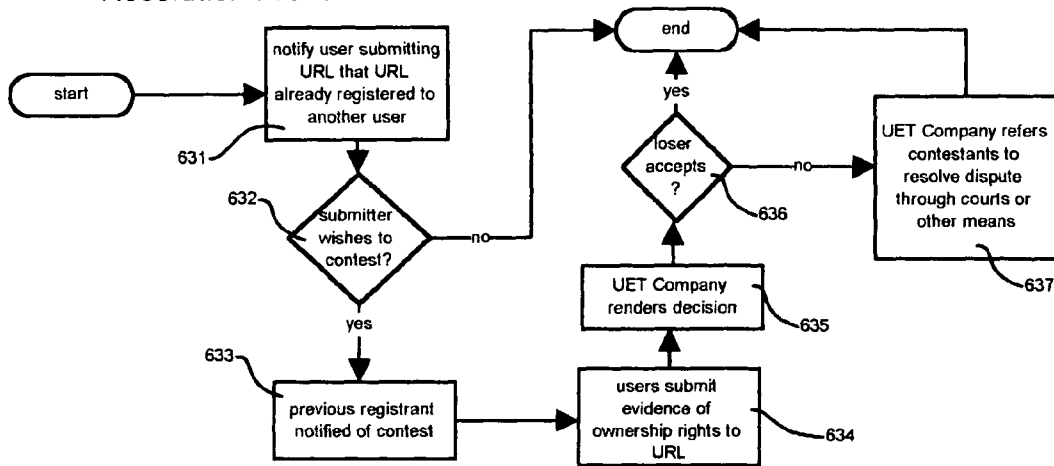 start
notify user submitting
URL that URL
already registered to
another user
631
632
submitter
wishes to
contest?
no
yes
633
previous registrant
notified of contest
users submit
evidence of
ownership rights to
URL
634
UET Company
renders decision
635
loser
accepts
?
636
yes
no
end
UET Company refers
contestants to
resolve dispute
through courts or
other means
637